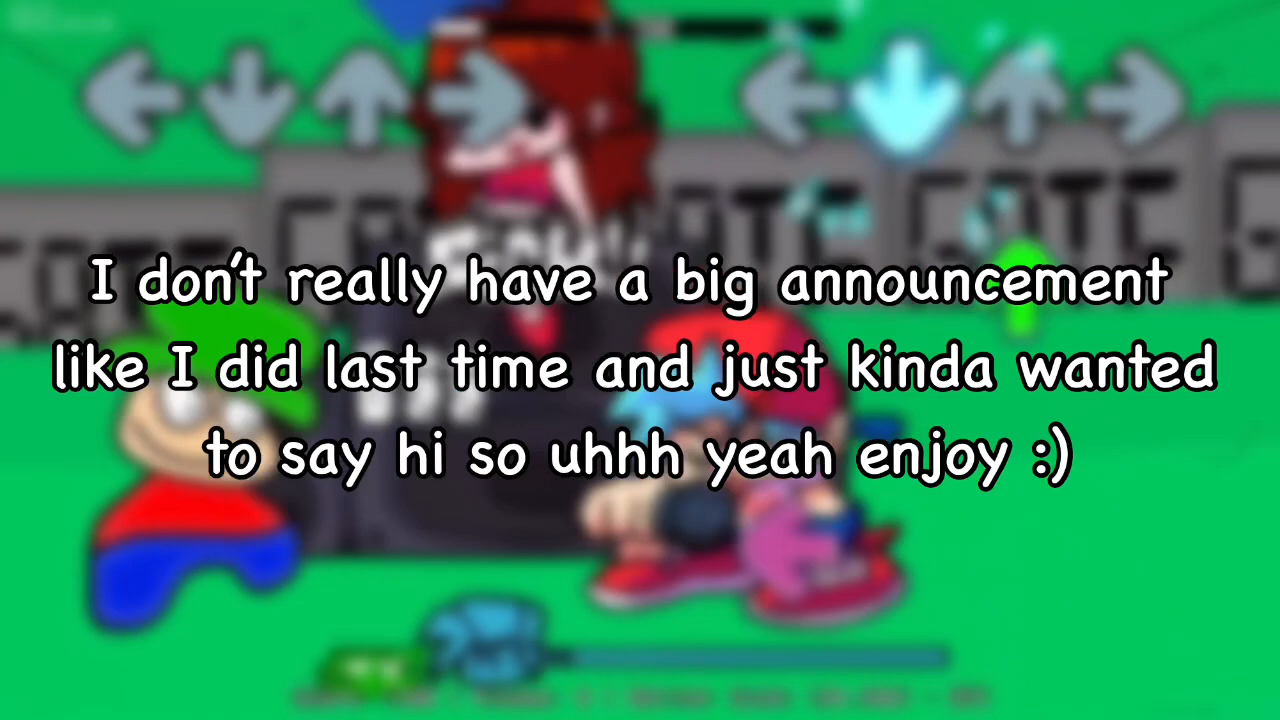 I don't really have a big announcement
like I did last time and just kinda wanted
to say hi so uhhh yeah enjoy :)